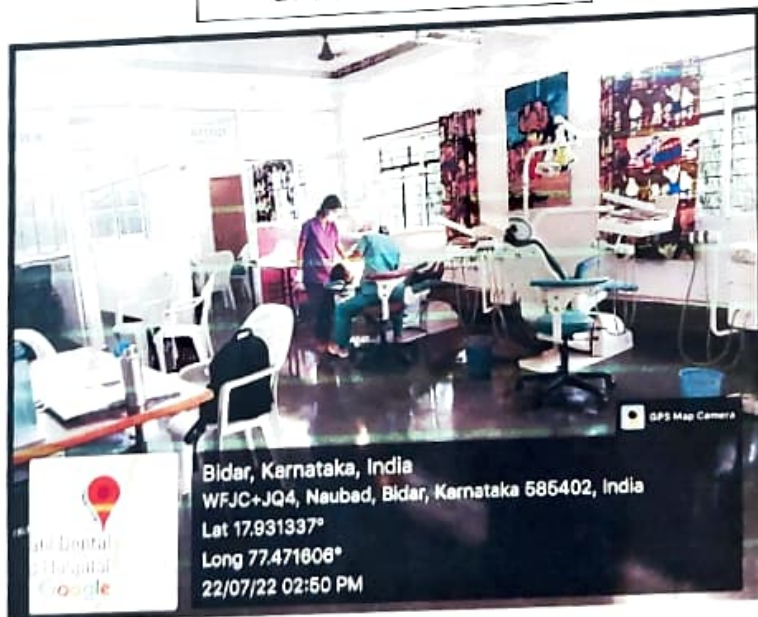 GPS Map Camera
Bidar, Karnataka, India
WFJC+JQ4, Naubad, Bidar, Karnataka 585402, India
Lat 17.931337°
Long 77.471606°
22/07/22 02:50 PM
Dental
Google